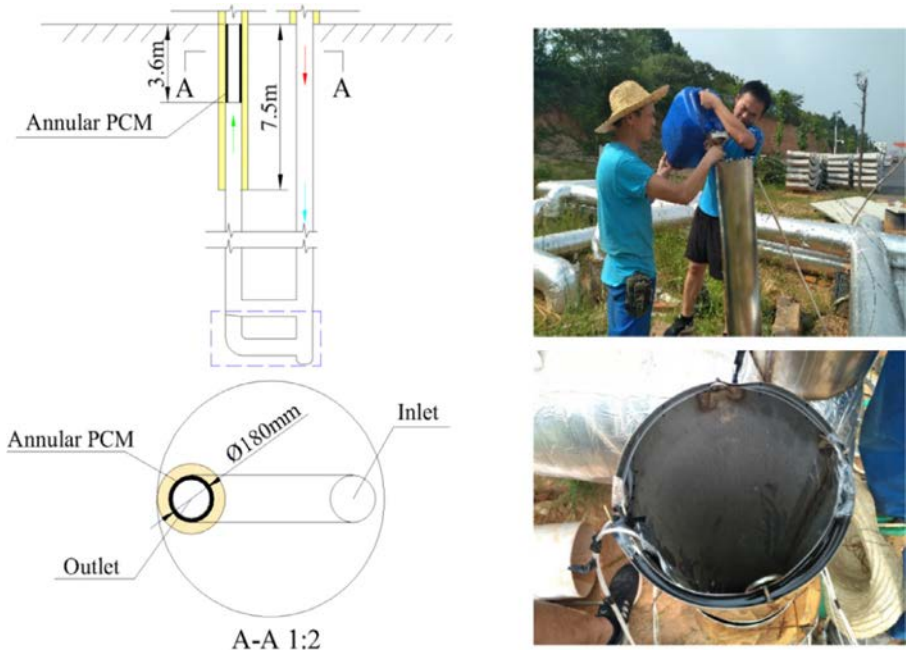 3.6m
A
7.5m
A
Annular PCM
Annular PCM
Ø180mm
Inlet
Outlet
A-A 1:2